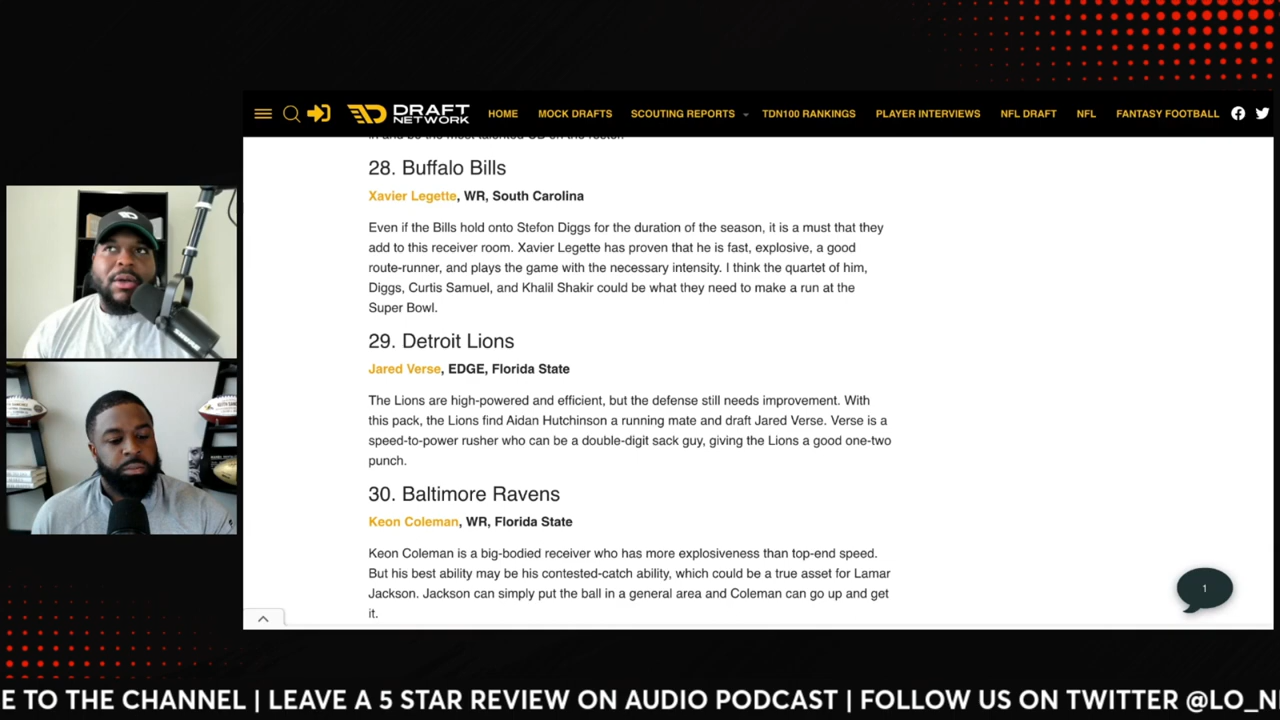 DRAFT
NETWORK
HOME MOCK DRAFTS SCOUTING REPORTS TDN100 RANKINGS PLAYER INTERVIEWS NFL DRAFT NFL FANTASY FOOTBALL
28. Buffalo Bills
Xavier Legette, WR, South Carolina
Even if the Bills hold onto Stefon Diggs for the duration of the season, it is a must that they
add to this receiver room. Xavier Legette has proven that he is fast, explosive, a good
route-runner, and plays the game with the necessary intensity. I think the quartet of him,
Diggs, Curtis Samuel, and Khalil Shakir could be what they need to make a run at the
Super Bowl.
29. Detroit Lions
Jared Verse, EDGE, Florida State
The Lions are high-powered and efficient, but the defense still needs improvement. With
this pack, the Lions find Aidan Hutchinson a running mate and draft Jared Verse. Verse is a
speed-to-power rusher who can be a double-digit sack guy, giving the Lions a good one-two
punch.
30. Baltimore Ravens
Keon Coleman, WR, Florida State
Keon Coleman is a big-bodied receiver who has more explosiveness than top-end speed.
But his best ability may be his contested-catch ability, which could be a true asset for Lamar
Jackson. Jackson can simply put the ball in a general area and Coleman can go up and get
it.
1
E TO THE CHANNEL | LEAVE A 5 STAR REVIEW ON AUDIO PODCAST | FOLLOW US ON TWITTER @LO_N